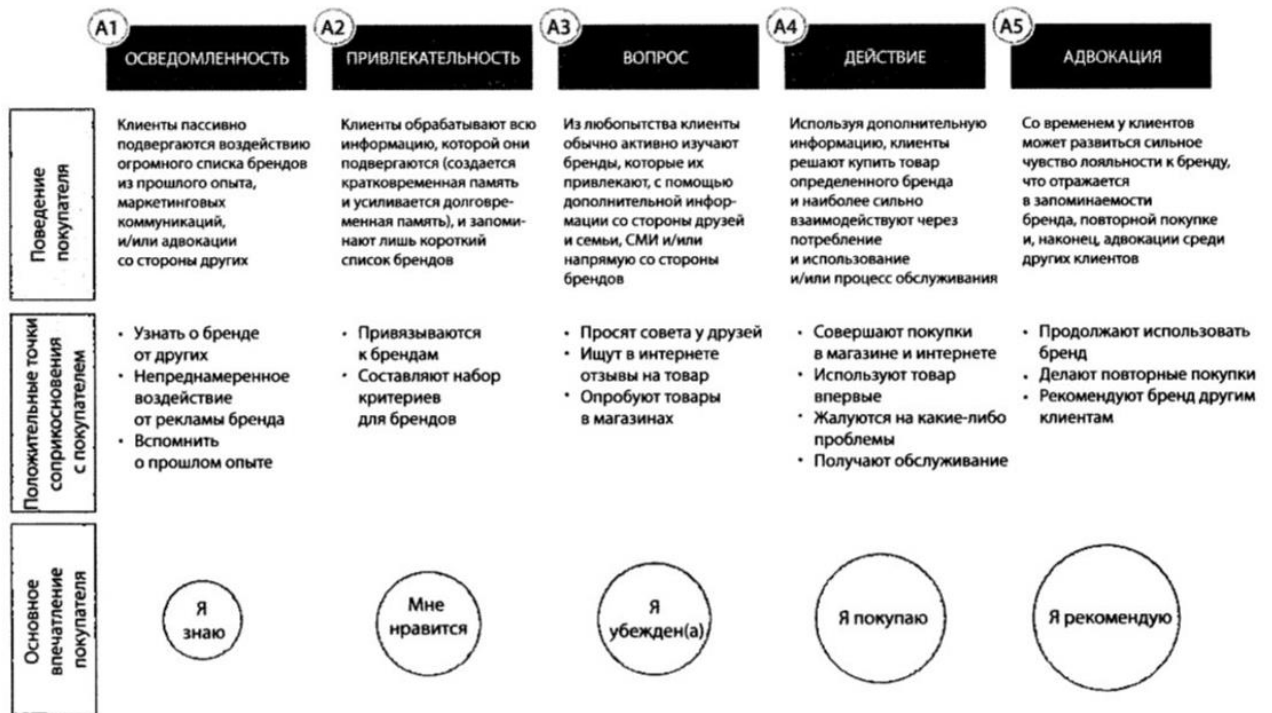 A1
ОСВЕДОМЛЕННОСТЬ
A2
ПРИВЛЕКАТЕЛЬНОСТЬ
A3
ВОПРОС
A4
ДЕЙСТВИЕ
A5
АДВОКАЦИЯ
Поведение
покупателя
Клиенты пассивно
подвергаются воздействию
огромного списка брендов
из прошлого опыта,
маркетинговых
коммуникаций,
и/или адвокации
со стороны других
Клиенты обрабатывают всю
информацию, которой они
подвергаются (создается
кратковременная память
и усиливается долговре-
менная память), и запоми-
нают лишь короткий
список брендов
Из любопытства клиенты
обычно активно изучают
бренды, которые их
привлекают, с помощью
дополнительной инфор-
мации со стороны друзей
и семьи, СМИ и/или
напрямую со стороны
брендов
Используя дополнительную
информацию, клиенты
решают купить товар
определенного бренда
и наиболее сильно
взаимодействуют через
потребление
и использование
и/или процесс обслуживания
Со временем у клиентов
может развиться сильное
чувство лояльности к бренду,
что отражается
в запоминаемости
бренда, повторной покупке
и, наконец, адвокации среди
других клиентов
Положительные точки
соприкосновения
с покупателем
• Узнать о бренде
от других
• Непреднамеренное
воздействие
от рекламы бренда
• Вспомнить
о прошлом опыте
• Привязываются
к брендам
• Составляют набор
критериев
для брендов
• Просят совета у друзей
• Ищут в интернете
отзывы на товар
• Опробуют товары
в магазинах
• Совершают покупки
в магазине и интернете
• Используют товар
впервые
• Жалуются на какие-либо
проблемы
• Получают обслуживание
• Продолжают использовать
бренд
• Делают повторные покупки
• Рекомендуют бренд другим
клиентам
Основное
впечатление
покупателя
Я
знаю
Мне
нравится
Я
убежден(а)
Я покупаю
Я рекомендую